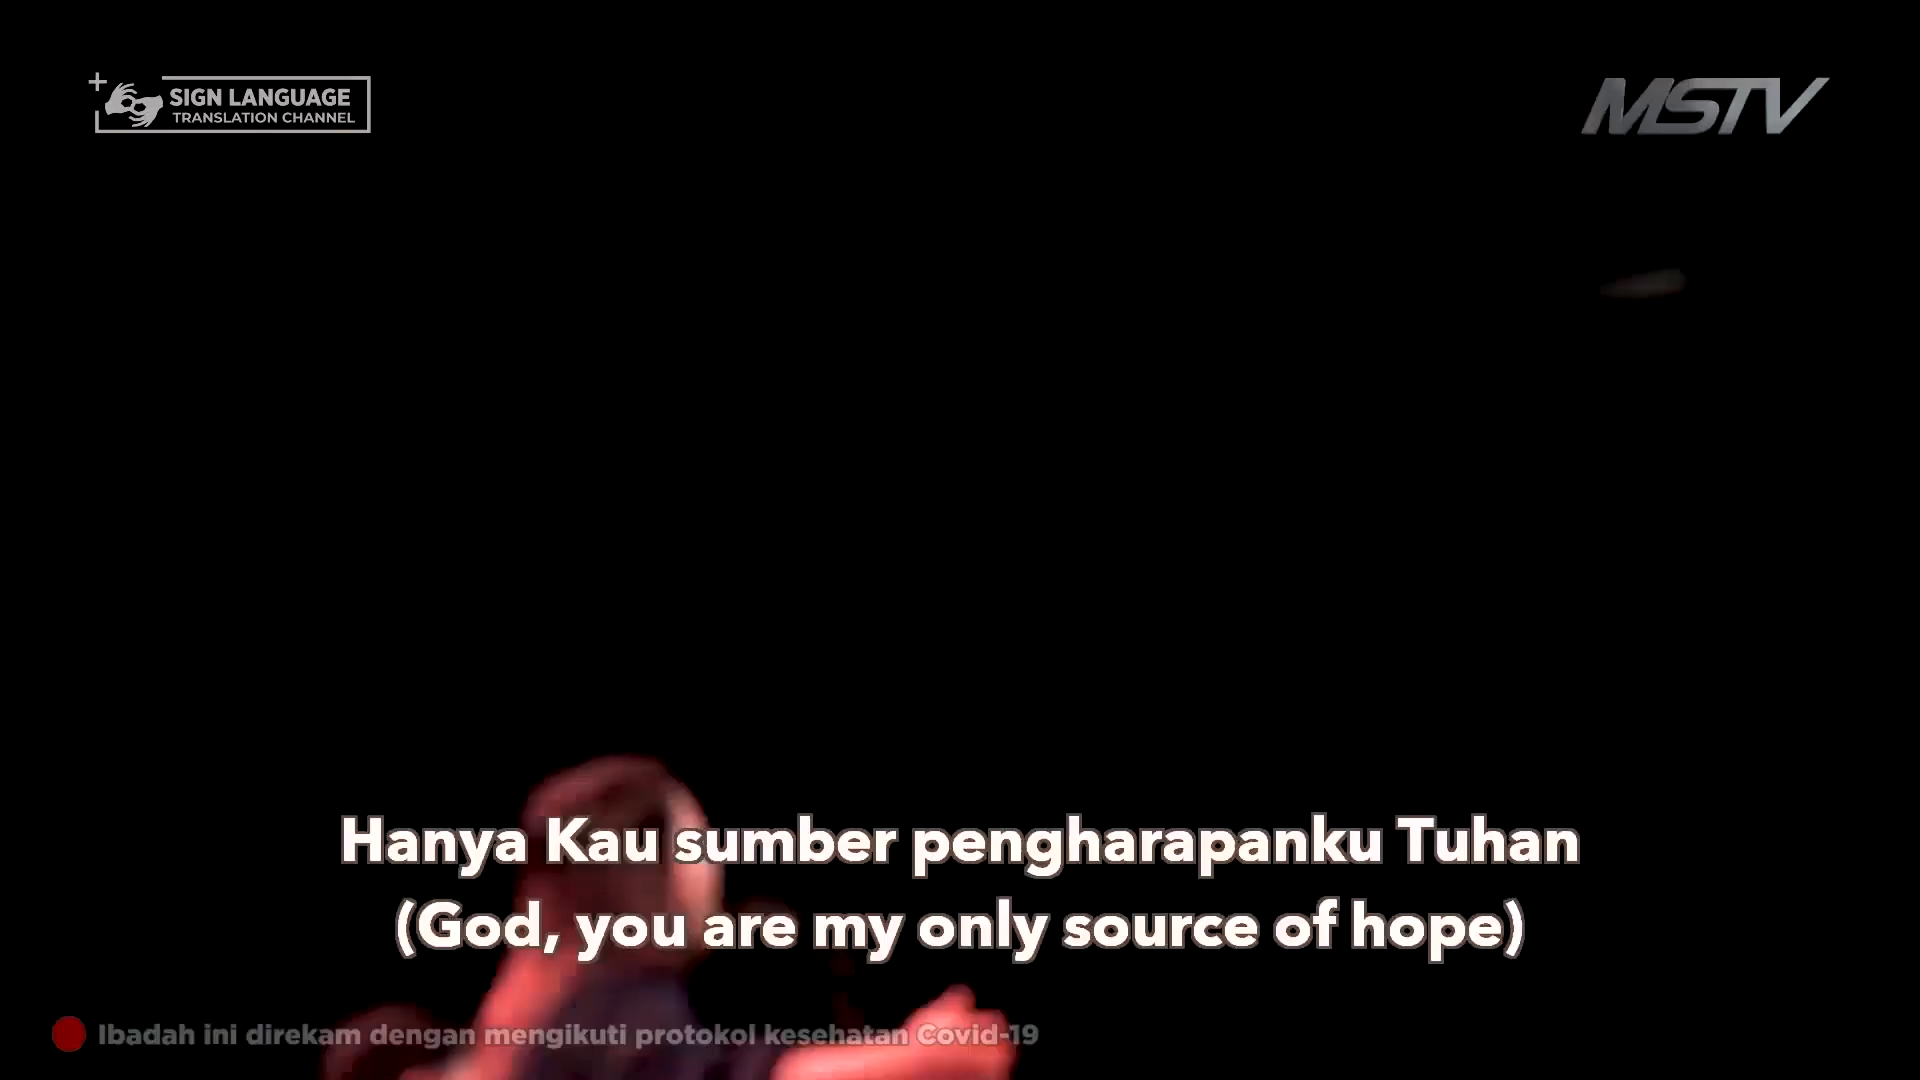 SIGN LANGUAGE
TRANSLATION CHANNEL
MSTV
Hanya Kau sumber pengharapanku Tuhan
(God, you are my only source of hope)
Ibadah ini direkam dengan mengikuti protokol kesehatan Covid-19